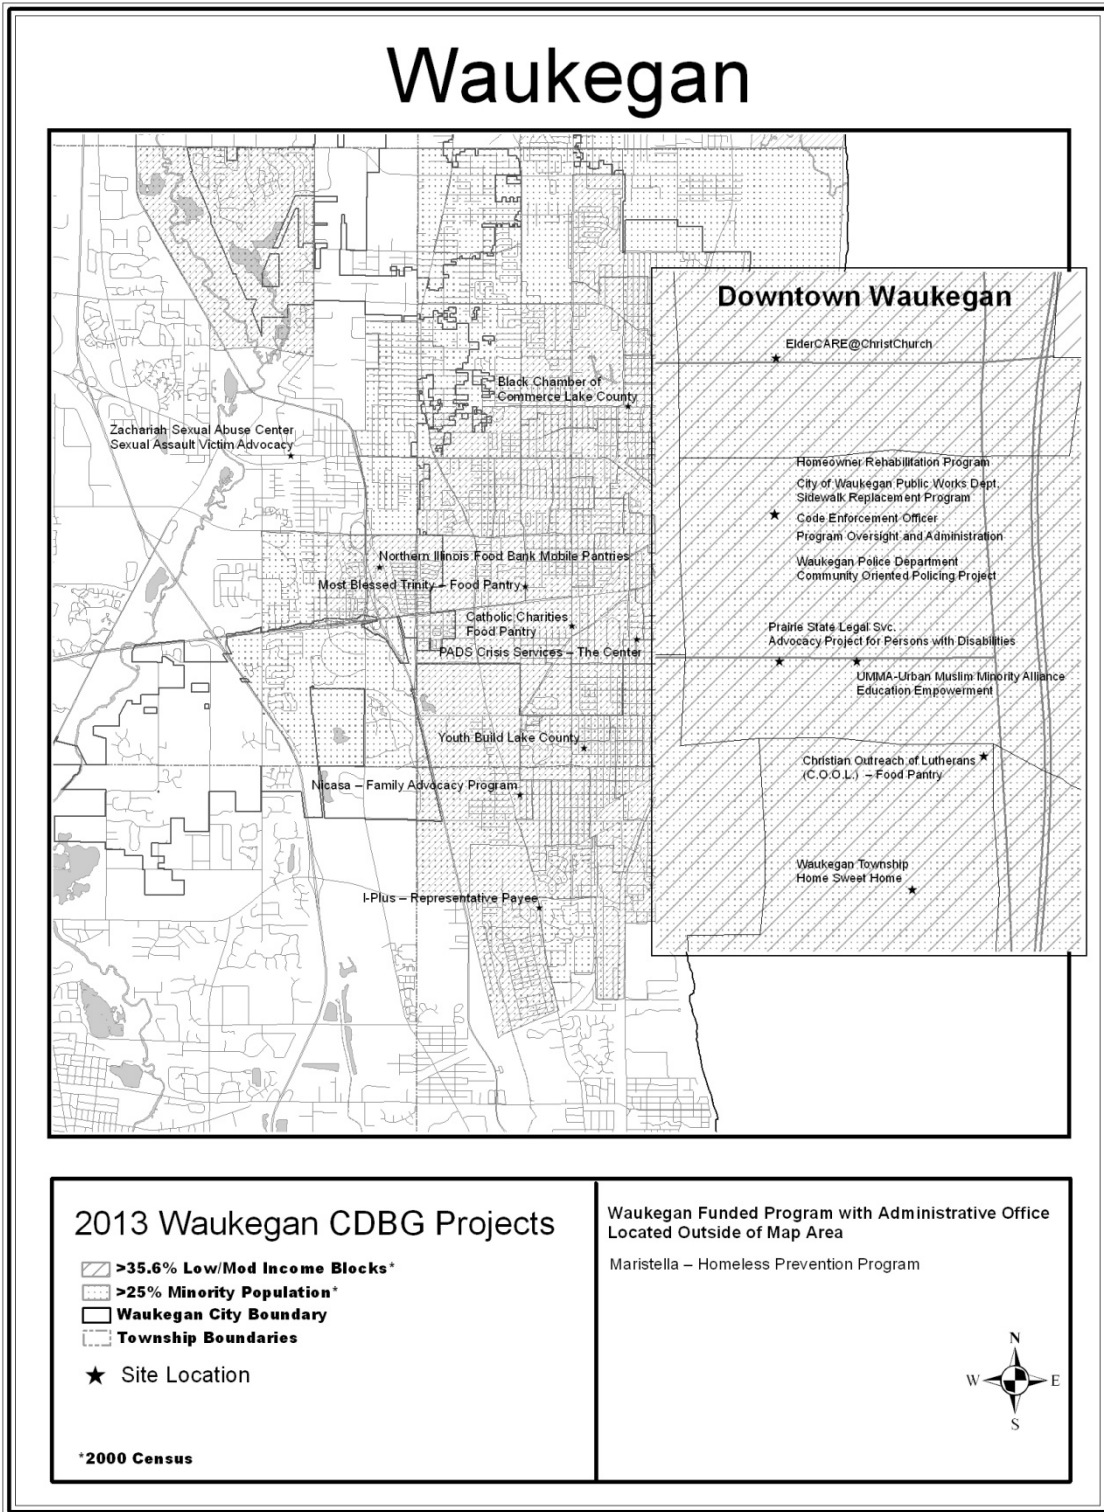 Waukegan
Downtown Waukegan
ElderCARE@ChristChurch
Black Chamber of
Commerce Lake County
Zachariah Sexual Abuse Center
Sexual Assault Victim Advocacy
Homeowner Rehabilitation Program
City of Waukegan Public Works Dept,
Sidewalk Replacement Program
Code Enforcement Officer
Program Oversight and Administration
Waukegan Police Department
Community Oriented Policing Project
Northern Illinois Food Bank Mobile Pantries
Most Blessed Trinity – Food Pantry
Catholic Charities
Food Pantry
PADS Crisis Services – The Center
Prairie State Legal Svc.
Advocacy Project for Persons with Disabilities
UMMA-Urban Muslim Minority Alliance
Education Empowerment
Youth Build Lake County
Christian Outreach of Lutherans
(C.O.O.L.) – Food Pantry
Nicasa – Family Advocacy Program
Waukegan Township
Home Sweet Home
I-Plus – Representative Payee
2013 Waukegan CDBG Projects
>35.6% Low/Mod Income Blocks*
>25% Minority Population*
Waukegan City Boundary
Township Boundaries
Site Location
*2000 Census
Waukegan Funded Program with Administrative Office
Located Outside of Map Area
Maristella – Homeless Prevention Program
N
W E
S